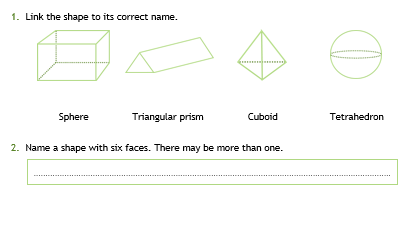 1. Link the shape to its correct name.
Sphere Triangular prism Cuboid Tetrahedron
2. Name a shape with six faces. There may be more than one.